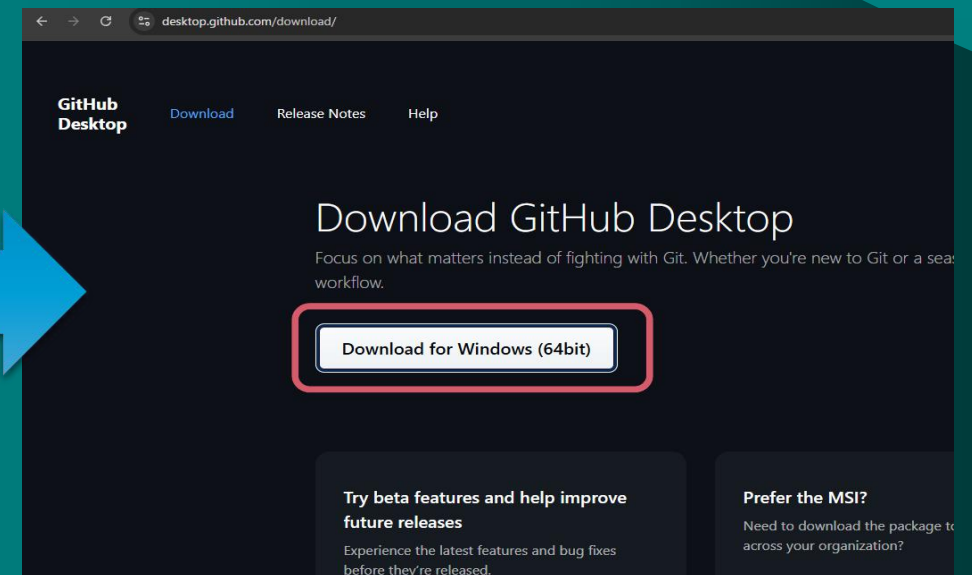 desktop.github.com/download/
GitHub
Desktop
Download
Release Notes
Help
Download GitHub Desktop
Focus on what matters instead of fighting with Git. Whether you're new to Git or a
workflow.
Download for Windows (64bit)
Try beta features and help improve
future releases
Experience the latest features and bug fixes
before they're released.
Prefer the MSI?
Need to download the package
across your organization?